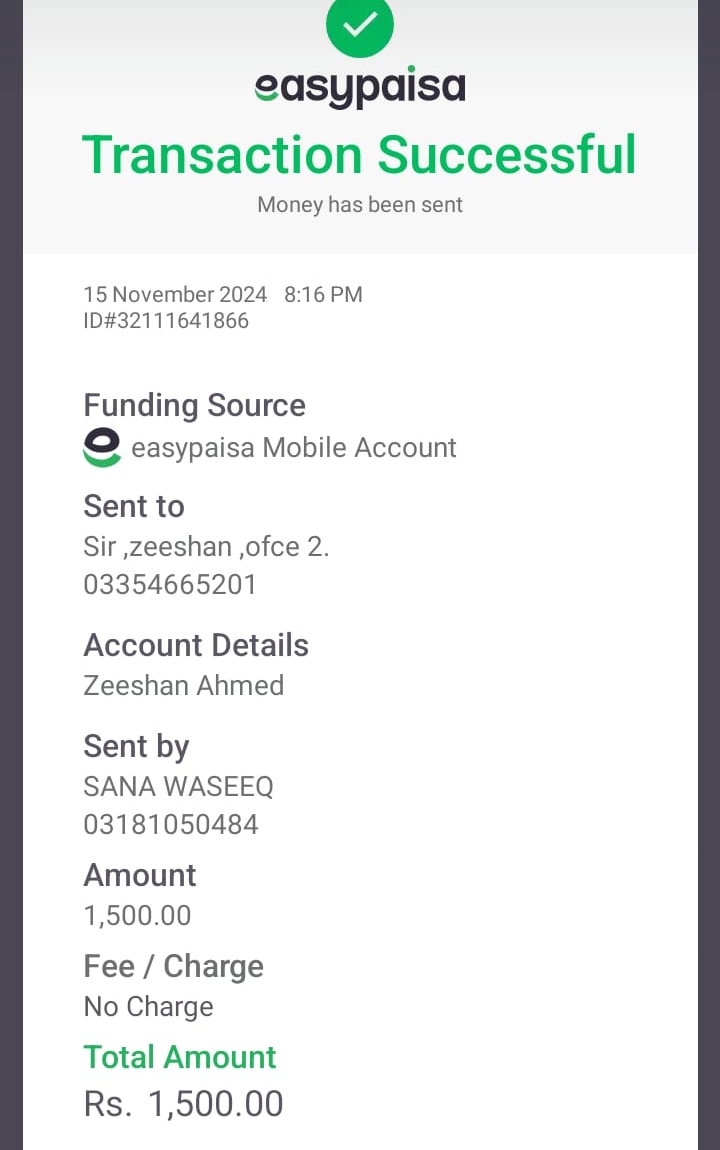 easypaisa
Transaction Successful
Money has been sent
15 November 2024 8:16 PM
ID#32111641866
Funding Source
easypaisa Mobile Account
Sent to
Sir ,zeeshan ,ofce 2.
03354665201
Account Details
Zeeshan Ahmed
Sent by
SANA WASEEQ
03181050484
Amount
1,500.00
Fee / Charge
No Charge
Total Amount
Rs. 1,500.00